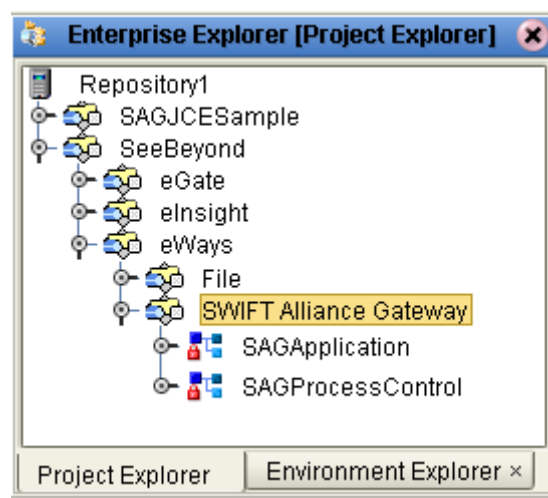 Enterprise Explorer [Project Explorer]
Repository1
SAGJCESample
SeeBeyond
eGate
eInsight
eWays
File
SWIFT Alliance Gateway
SAGApplication
SAGProcessControl
Project Explorer
Environment Explorer ×